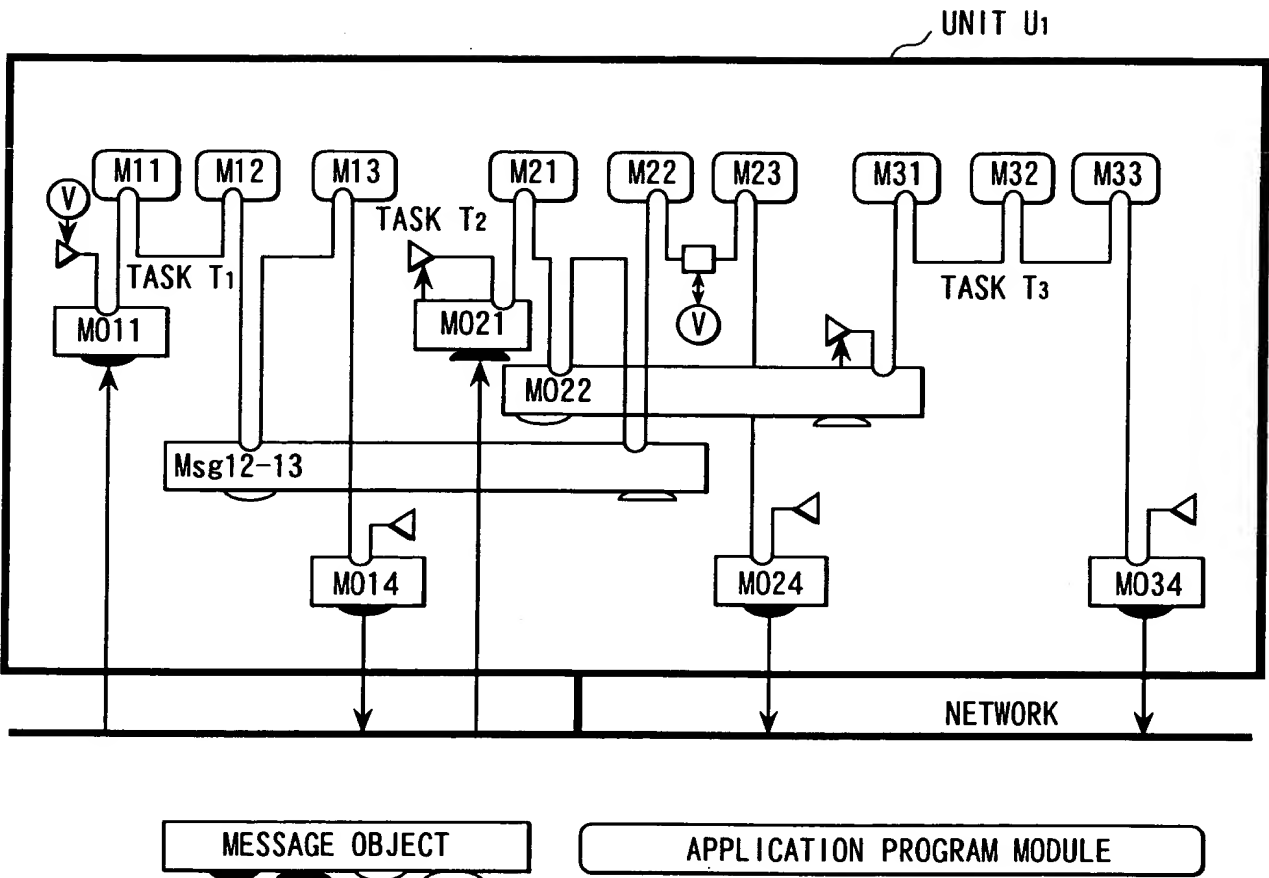 UNIT U1
M11 M12 M13 M21 M22 M23 M31 M32 M33
V
TASK T2
TASK T1
TASK T3
MO11
MO21
V
MO22
Msg12-13
MO14
MO24
MO34
NETWORK
MESSAGE OBJECT
APPLICATION PROGRAM MODULE